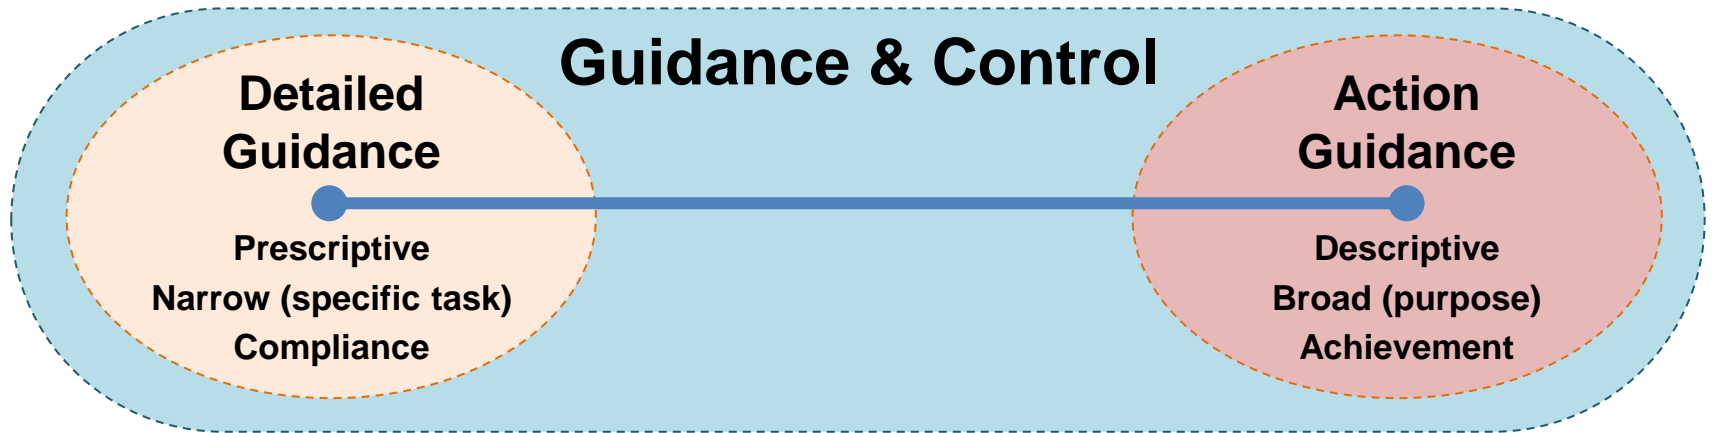 Guidance & Control
Detailed
Guidance
Prescriptive
Narrow (specific task)
Compliance
Action
Guidance
Descriptive
Broad (purpose)
Achievement